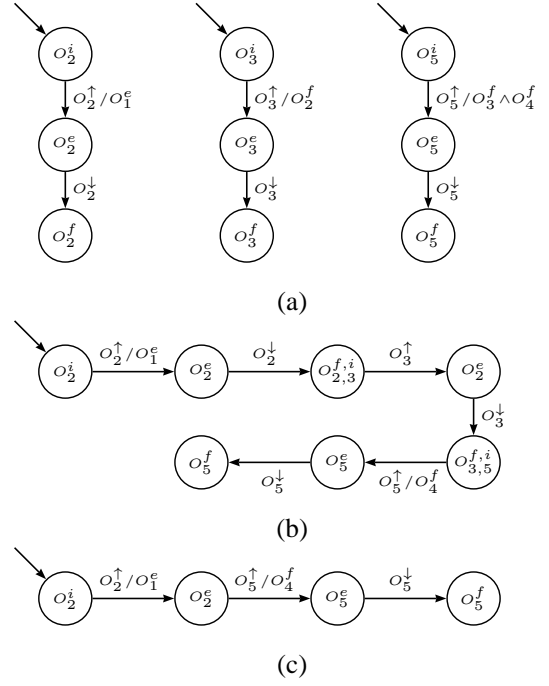 O_2^i O_3^i O_5^i
O_2^↑/O_1^e O_3^↑/O_2^f O_5^↑/O_3^f∧O_4^f
O_2^e O_3^e O_5^e
O_2^↓ O_3^↓ O_5^↓
O_2^f O_3^f O_5^f
(a)
O_2^i O_2^↑/O_1^e O_2^e O_2^↓ O_{2,3}^{f,i} O_3^↑ O_2^e
O_3^↓
O_5^f O_5^↓ O_5^e O_5^↑/O_4^f O_{3,5}^{f,i}
(b)
O_2^i O_2^↑/O_1^e O_2^e O_5^↑/O_4^f O_5^e O_5^↓ O_5^f
(c)